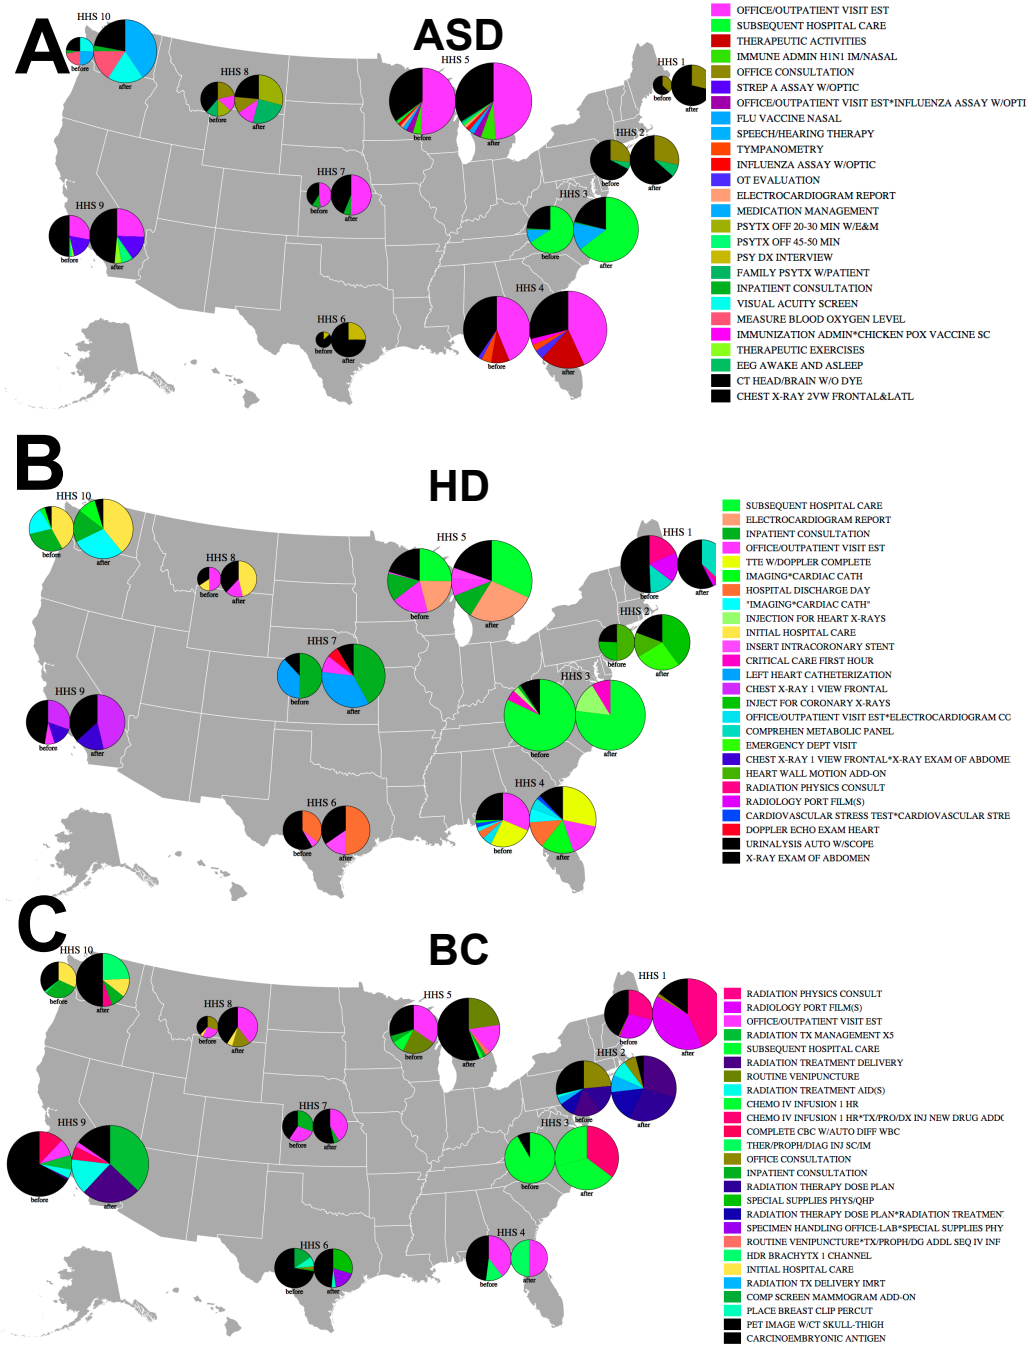 A
ASD
HHS 10
before
after
HHS 8
before
after
HHS 5
before
after
HHS 1
before
after
HHS 2
before
after
HHS 7
before
after
HHS 9
before
after
HHS 3
before
after
HHS 4
before
after
HHS 6
before
after
OFFICE/OUTPATIENT VISIT EST
SUBSEQUENT HOSPITAL CARE
THERAPEUTIC ACTIVITIES
IMMUNE ADMIN H1N1 IM/NASAL
OFFICE CONSULTATION
STREP A ASSAY W/OPTIC
OFFICE/OUTPATIENT VISIT EST*INFLUENZA ASSAY W/OPTI
FLU VACCINE NASAL
SPEECH/HEARING THERAPY
TYMPANOMETRY
INFLUENZA ASSAY W/OPTIC
OT EVALUATION
ELECTROCARDIOGRAM REPORT
MEDICATION MANAGEMENT
PSYTX OFF 20-30 MIN W/E&M
PSYTX OFF 45-50 MIN
PSY DX INTERVIEW
FAMILY PSYTX W/PATIENT
INPATIENT CONSULTATION
VISUAL ACUITY SCREEN
MEASURE BLOOD OXYGEN LEVEL
IMMUNIZATION ADMIN*CHICKEN POX VACCINE SC
THERAPEUTIC EXERCISES
EEG AWAKE AND ASLEEP
CT HEAD/BRAIN W/O DYE
CHEST X-RAY 2VW FRONTAL&LATL
B
HD
HHS 10
before
after
HHS 8
before
after
HHS 5
before
after
HHS 1
before
after
HHS 2
before
after
HHS 7
before
after
HHS 9
before
after
HHS 3
before
after
HHS 4
before
after
HHS 6
before
after
SUBSEQUENT HOSPITAL CARE
ELECTROCARDIOGRAM REPORT
INPATIENT CONSULTATION
OFFICE/OUTPATIENT VISIT EST
TTE W/DOPPLER COMPLETE
IMAGING*CARDIAC CATH
HOSPITAL DISCHARGE DAY
"IMAGING*CARDIAC CATH"
INJECTION FOR HEART X-RAYS
INITIAL HOSPITAL CARE
INSERT INTRACORONARY STENT
CRITICAL CARE FIRST HOUR
LEFT HEART CATHETERIZATION
CHEST X-RAY 1 VIEW FRONTAL
INJECT FOR CORONARY X-RAYS
OFFICE/OUTPATIENT VISIT EST*ELECTROCARDIOGRAM CO
COMPREHEN METABOLIC PANEL
EMERGENCY DEPT VISIT
CHEST X-RAY 1 VIEW FRONTAL*X-RAY EXAM OF ABDOME
HEART WALL MOTION ADD-ON
RADIATION PHYSICS CONSULT
RADIOLOGY PORT FILM(S)
CARDIOVASCULAR STRESS TEST*CARDIOVASCULAR STRE
DOPPLER ECHO EXAM HEART
URINALYSIS AUTO W/SCOPE
X-RAY EXAM OF ABDOMEN
C
BC
HHS 10
before
after
HHS 8
before
after
HHS 5
before
after
HHS 1
before
after
HHS 2
before
after
HHS 7
before
after
HHS 9
before
after
HHS 3
before
after
HHS 4
before
after
HHS 6
before
after
RADIATION PHYSICS CONSULT
RADIOLOGY PORT FILM(S)
OFFICE/OUTPATIENT VISIT EST
RADIATION TX MANAGEMENT X5
SUBSEQUENT HOSPITAL CARE
RADIATION TREATMENT DELIVERY
ROUTINE VENIPUNCTURE
RADIATION TREATMENT AID(S)
CHEMO IV INFUSION 1 HR
CHEMO IV INFUSION 1 HR*TX/PRO/DX INJ NEW DRUG ADDO
COMPLETE CBC W/AUTO DIFF WBC
THER/PROPH/DIAG INJ SC/IM
OFFICE CONSULTATION
INPATIENT CONSULTATION
RADIATION THERAPY DOSE PLAN
SPECIAL SUPPLIES PHYS/QHP
RADIATION THERAPY DOSE PLAN*RADIATION TREATMENT
SPECIMEN HANDLING OFFICE-LAB*SPECIAL SUPPLIES PHY
ROUTINE VENIPUNCTURE*TX/PROPH/DG ADDL SEQ IV INF
HDR BRACHYTX 1 CHANNEL
INITIAL HOSPITAL CARE
RADIATION TX DELIVERY IMRT
COMP SCREEN MAMMOGRAM ADD-ON
PLACE BREAST CLIP PERCUT
PET IMAGE W/CT SKULL-THIGH
CARCINOEMBRYONIC ANTIGEN